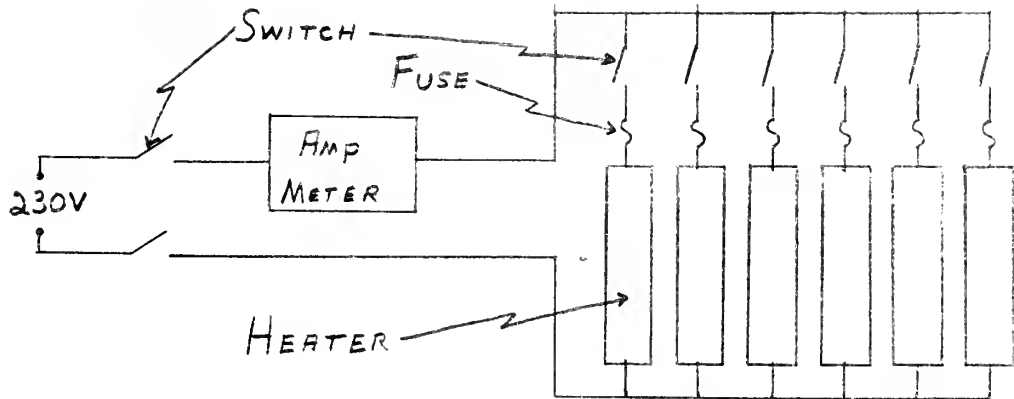 SWITCH
FUSE
AMP
METER
230V
HEATER